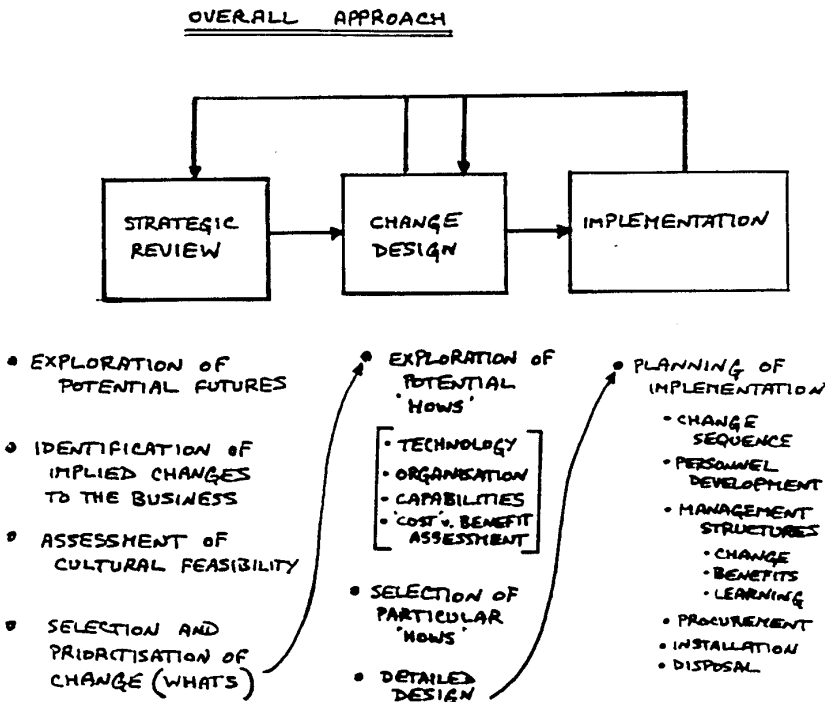 OVERALL APPROACH
STRATEGIC
REVIEW
CHANGE
DESIGN
IMPLEMENTATION
• EXPLORATION OF
POTENTIAL FUTURES
• IDENTIFICATION OF
IMPLIED CHANGES
TO THE BUSINESS
• ASSESSMENT OF
CULTURAL FEASIBILITY
• SELECTION AND
PRIORITISATION OF
CHANGE (WHATS)
• EXPLORATION OF
POTENTIAL
'HOWS'
• TECHNOLOGY
• ORGANISATION
• CAPABILITIES
• 'COST' v. BENEFIT
ASSESSMENT
• SELECTION OF
PARTICULAR
'HOWS'
• DETAILED
DESIGN
• PLANNING OF
IMPLEMENTATION
• CHANGE
SEQUENCE
• PERSONNEL
DEVELOPMENT
• MANAGEMENT
STRUCTURES
• CHANGE
• BENEFITS
• LEARNING
• PROCUREMENT
• INSTALLATION
• DISPOSAL